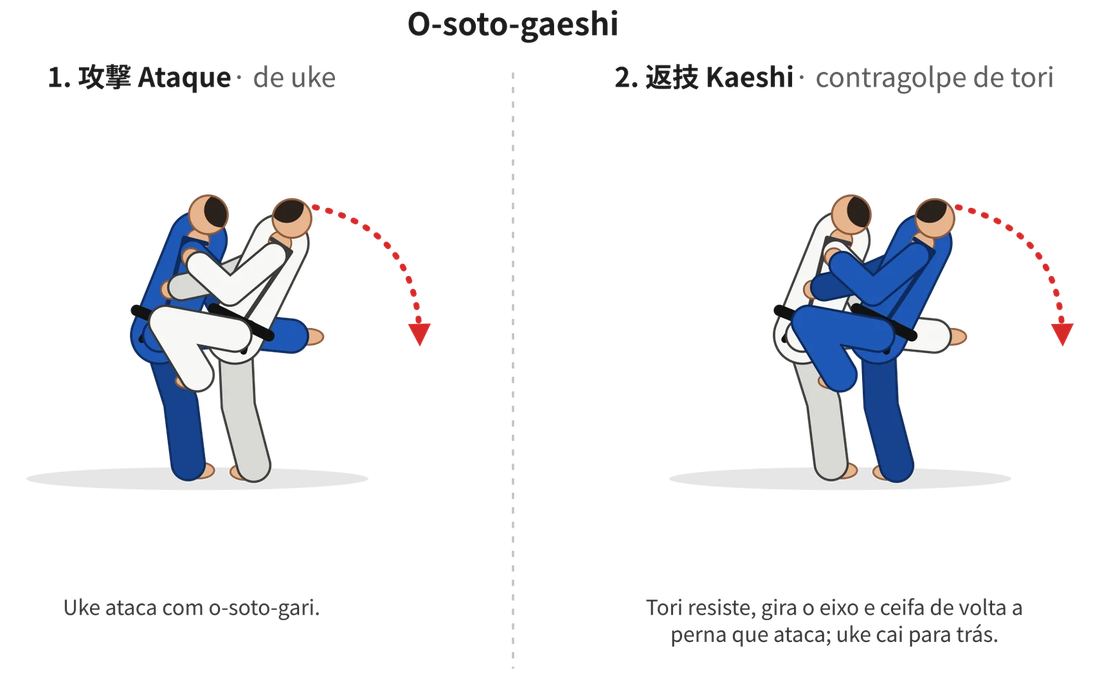 O-soto-gaeshi
1. 攻撃 Ataque · de uke
2. 返技 Kaeshi · contragolpe de tori
Uke ataca com o-soto-gari.
Tori resiste, gira o eixo e ceifa de volta a
perna que ataca; uke cai para trás.